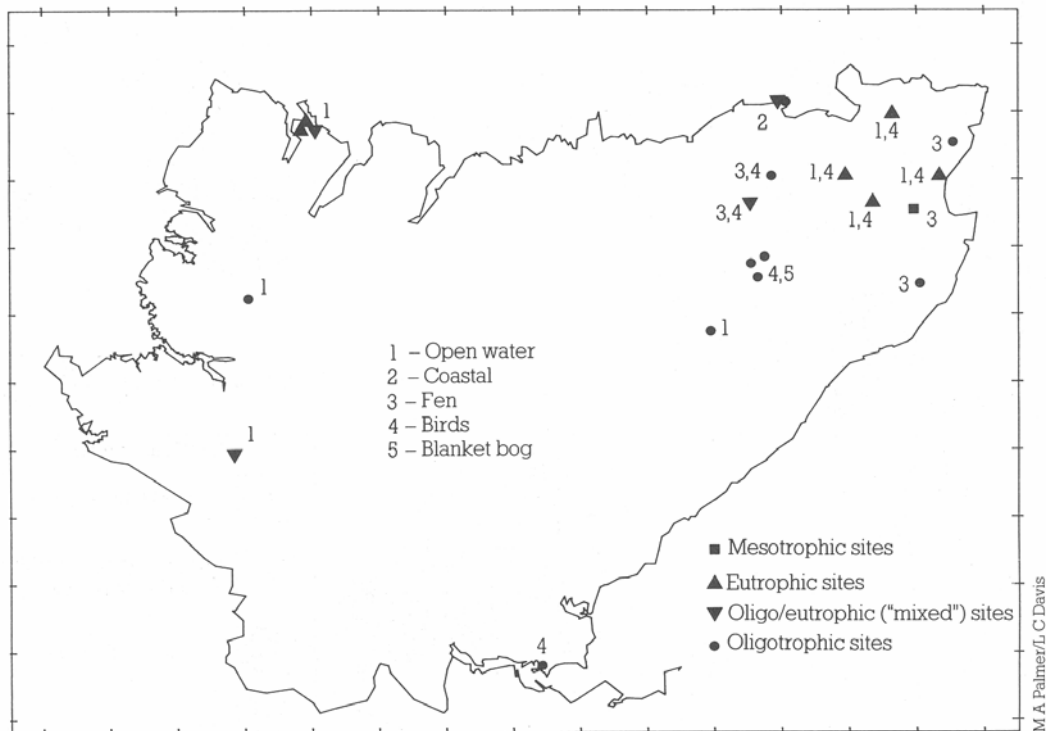 1
2
1,4
3
3,4
1,4
1,4
3,4
1,4
3
4,5
3
1
1
1 – Open water
2 – Coastal
3 – Fen
4 – Birds
5 – Blanket bog
1
Mesotrophic sites
Eutrophic sites
Oligo/eutrophic ("mixed") sites
Oligotrophic sites
4
M A Palmer/L C Davis